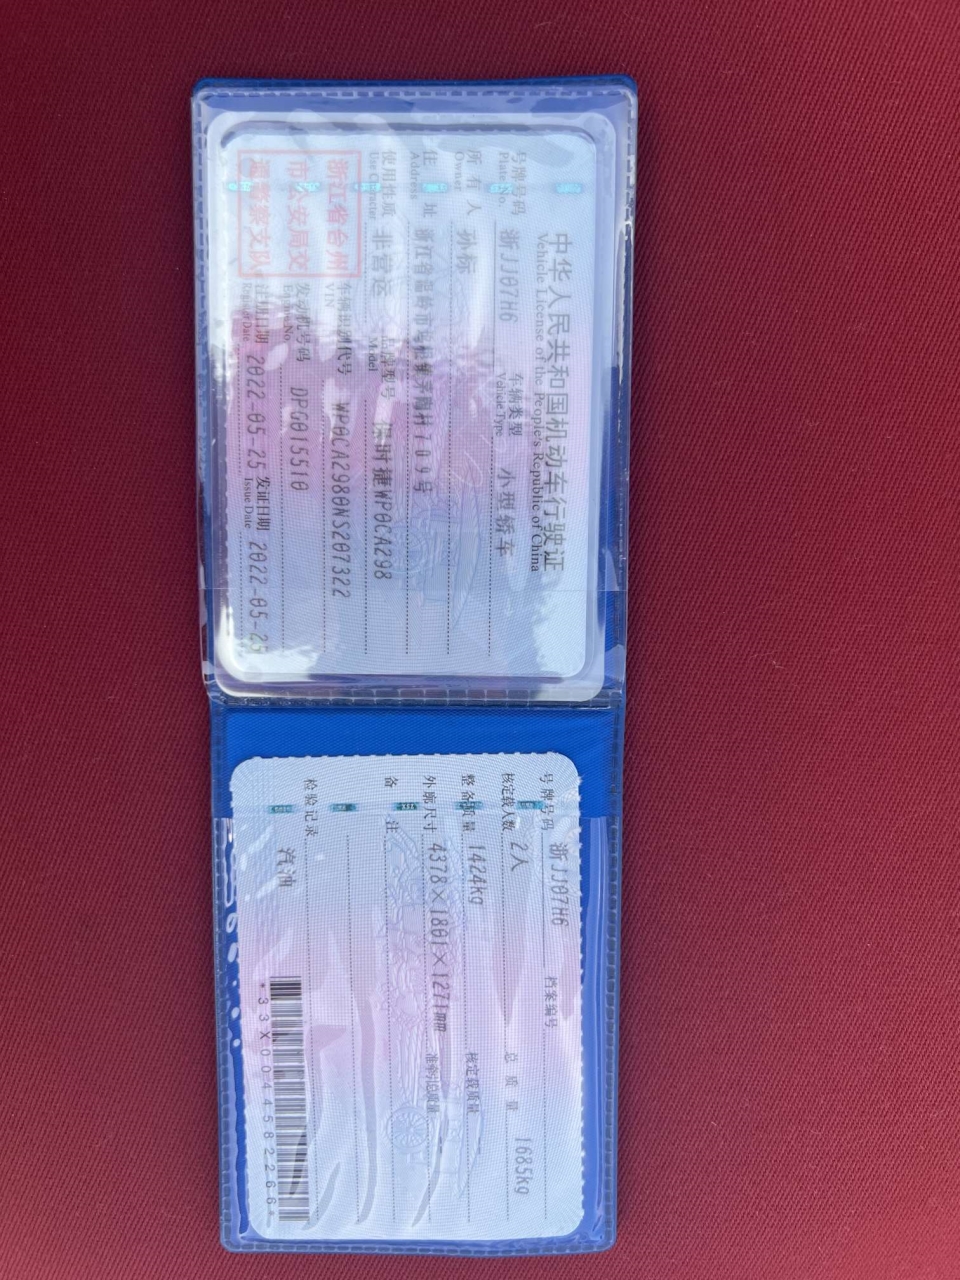 中华人民共和国机动车行驶证
Vehicle License of the People's Republic of China
号牌号码 浙JJ07H6 车辆类型 小型轿车
Plate No. Vehicle Type
所有人 孙标
Owner
住址
Address
使用性质 非营运 品牌型号 保时捷WP0CA298
Use Character Model
浙江省台州
市公安局交
通警察支队
车辆识别代号 WP0CA2980NS207322
VIN
发动机号码 DPG015510
Engine No.
注册日期 2022-05-25 发证日期 2022-05-25
Register Date Issue Date
号牌号码 浙JJ07H6 档案编号
核定载人数 2人 总质量 1685kg
整备质量 1424kg 核定载质量
外廓尺寸 4378×1801×1271mm 准牵引总质量
备注
检验记录 汽油
*33X0044582266*